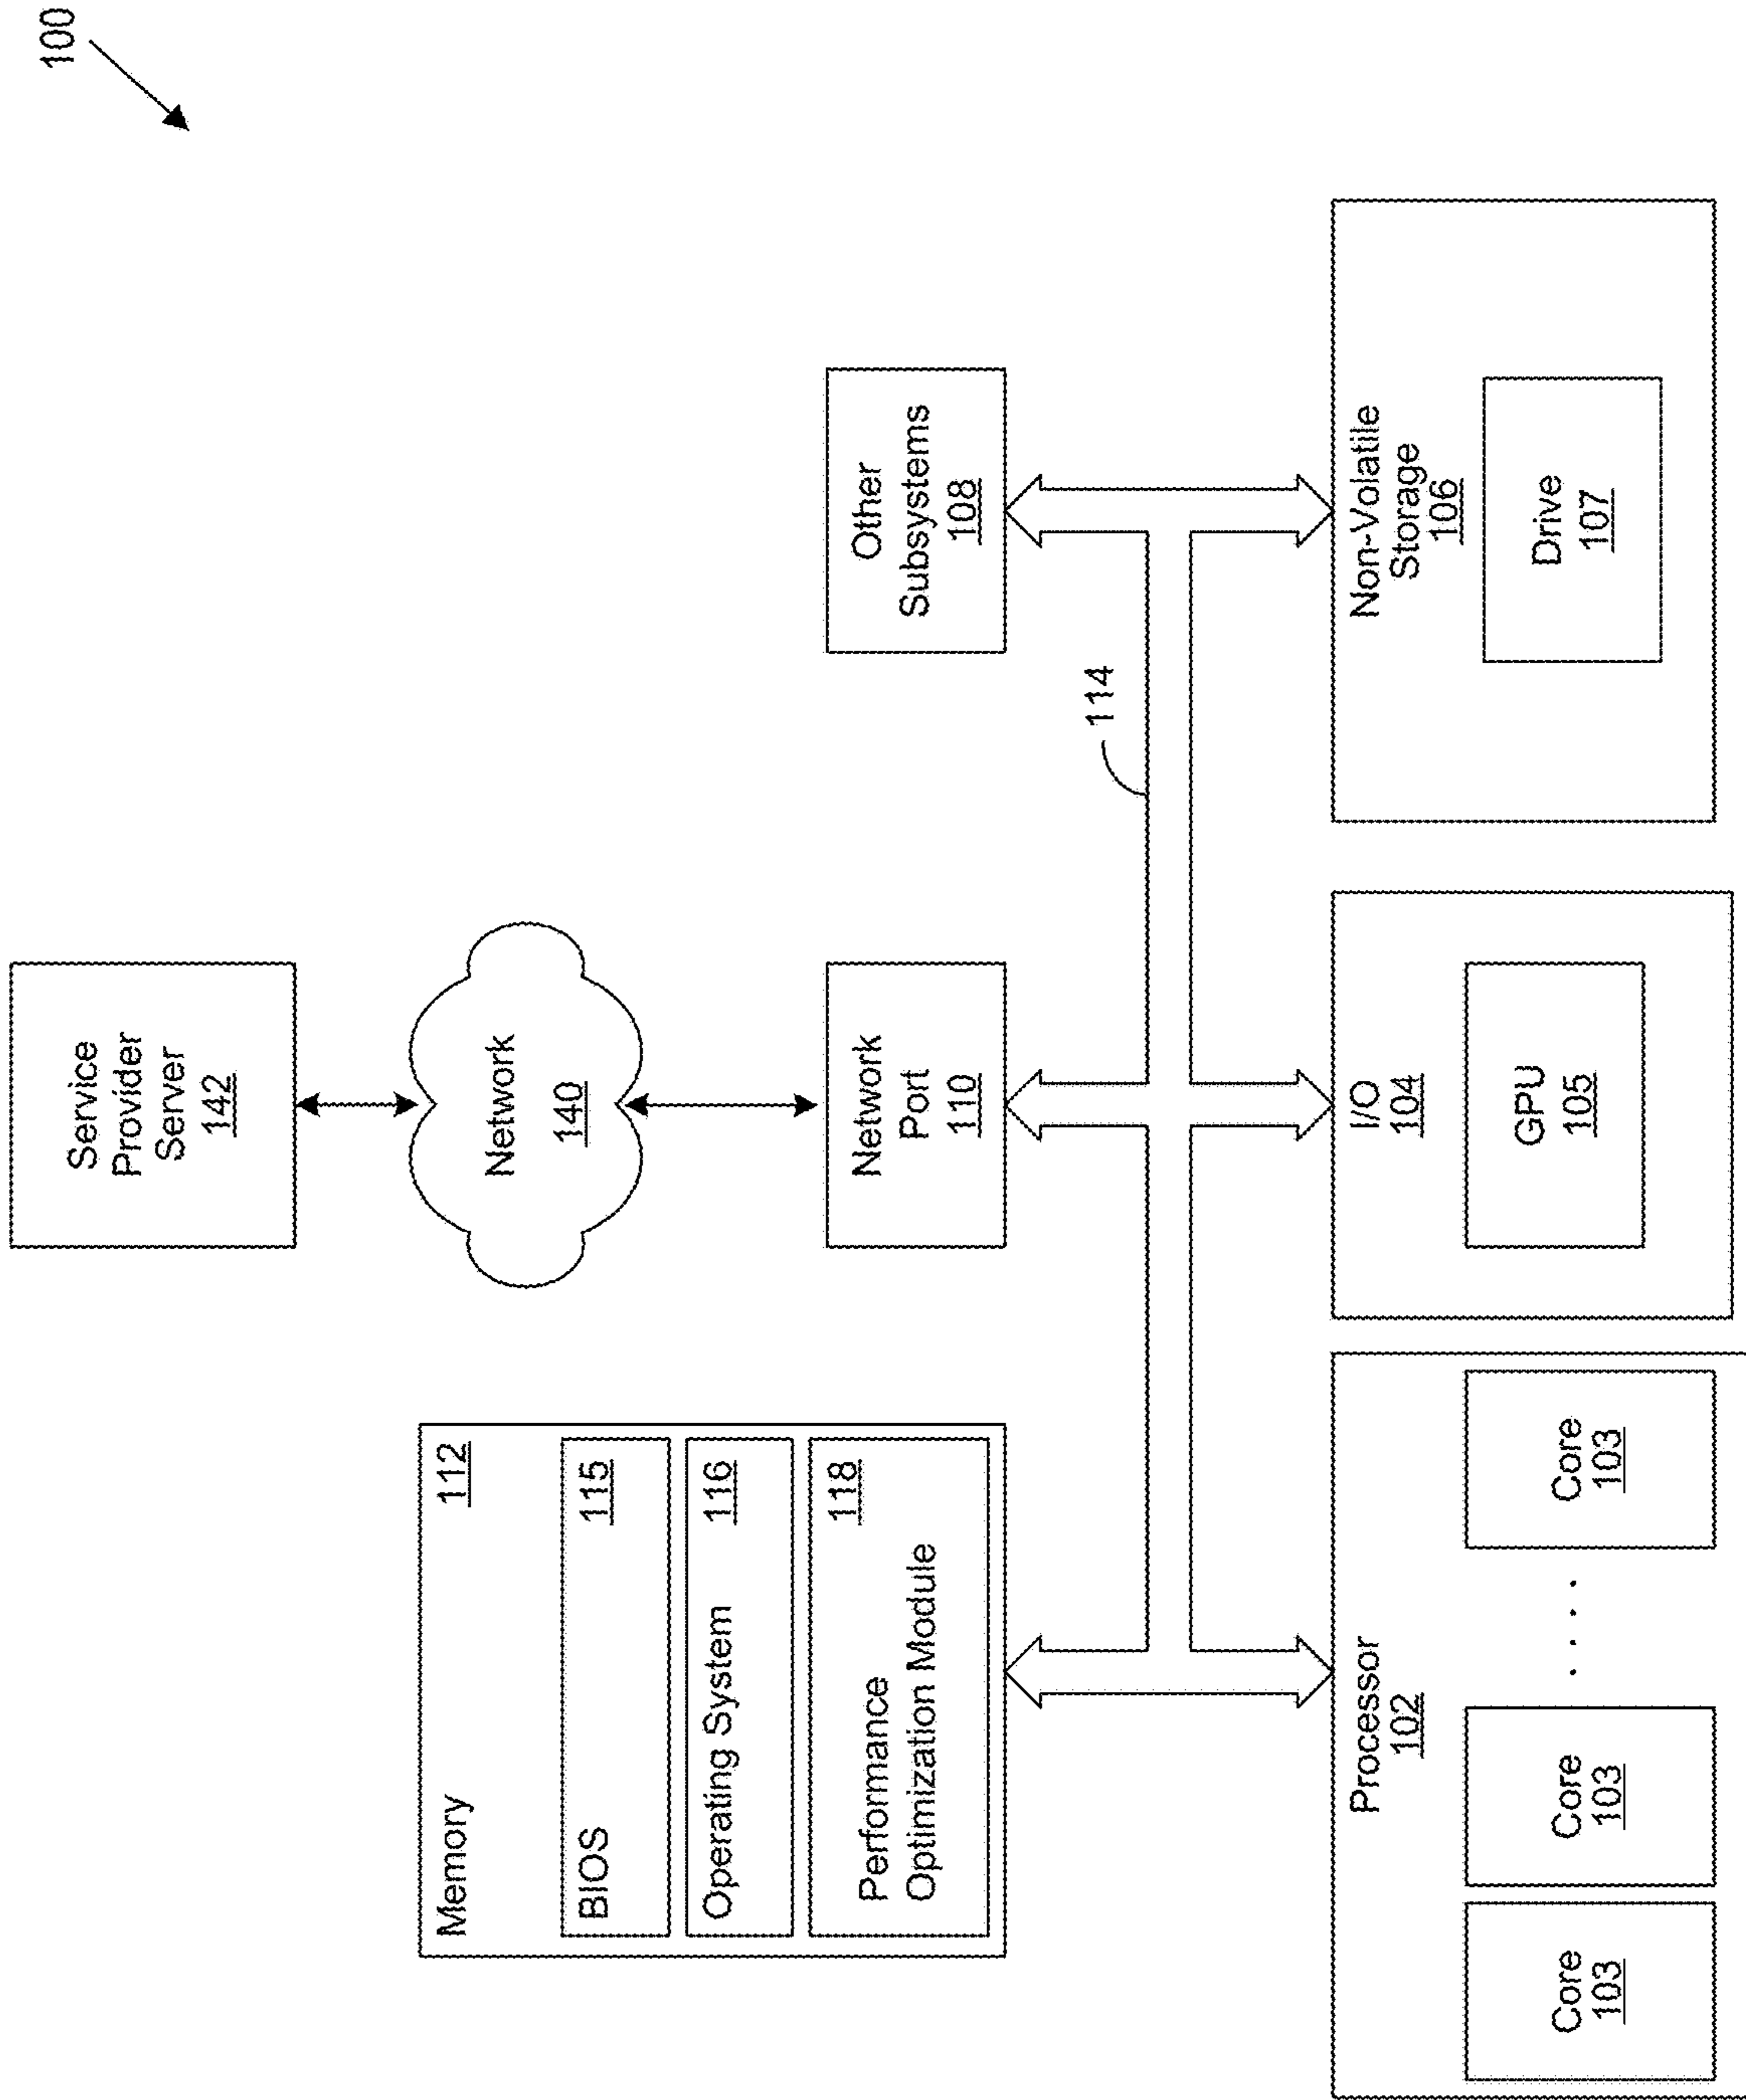 100
Service
Provider
Server
142
Network
140
Memory
112
BIOS
115
Operating System
116
118
Performance
Optimization Module
Network
Port
110
Other
Subsystems
108
114
Processor
102
Core
103
Core
103
. . . .
Core
103
I/O
104
GPU
105
Non-Volatile
Storage
106
Drive
107